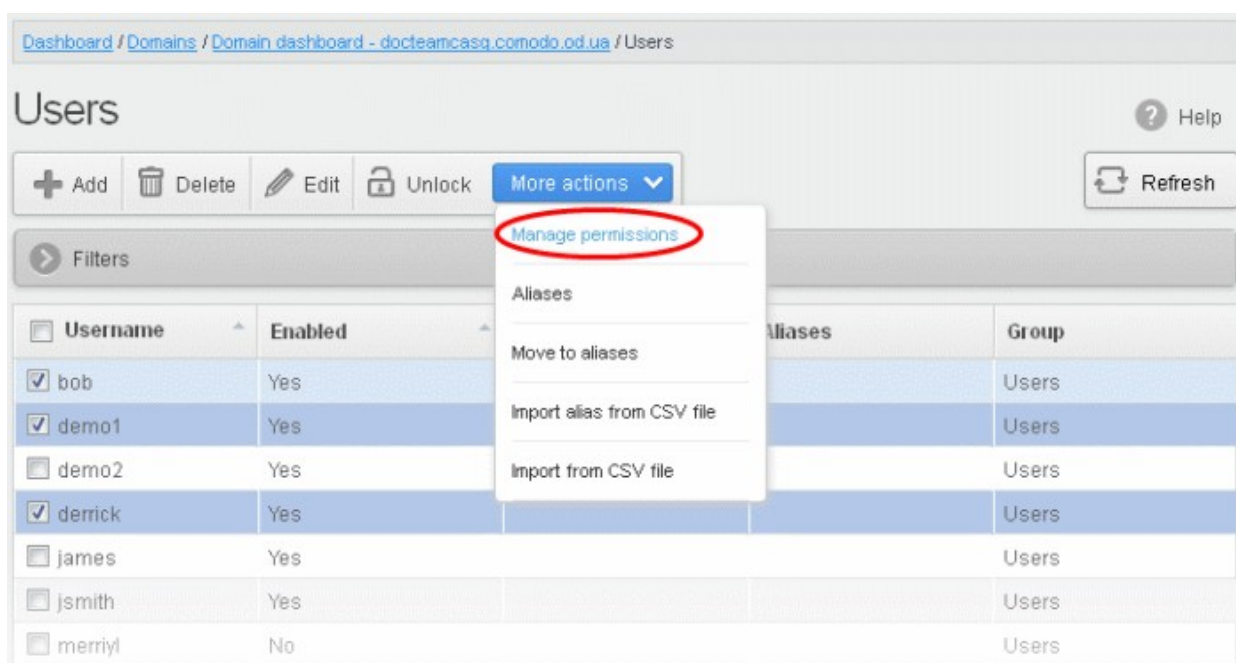 Dashboard / Domains / Domain dashboard - docteamcasg.comodo.od.ua / Users
Users
Help
Add Delete Edit Unlock More actions Refresh
Manage permissions
Filters
Aliases
Username Enabled Aliases Group
Move to aliases
bob Yes Users
Import alias from CSV file
demo1 Yes Users
demo2 Yes Users
Import from CSV file
derrick Yes Users
james Yes Users
jsmith Yes Users
merriyl No Users